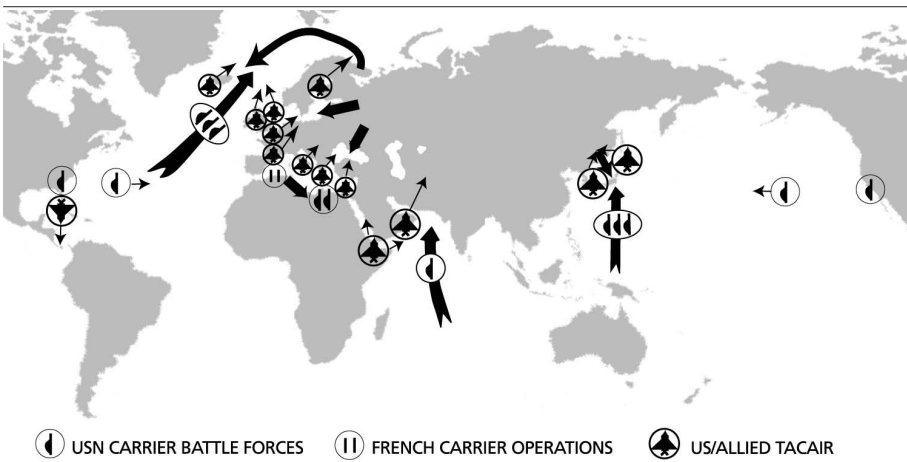 USN CARRIER BATTLE FORCES FRENCH CARRIER OPERATIONS US/ALLIED TACAIR